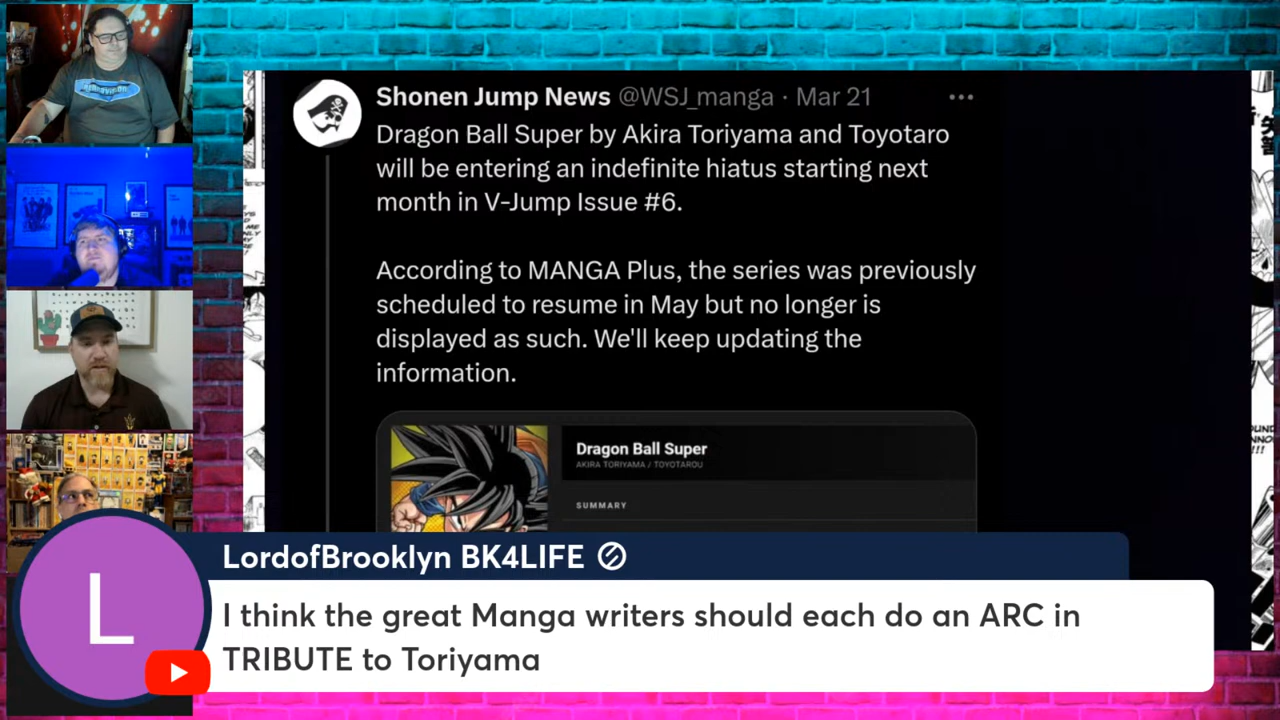 Shonen Jump News @WSJ_manga · Mar 21
Dragon Ball Super by Akira Toriyama and Toyotaro
will be entering an indefinite hiatus starting next
month in V-Jump Issue #6.
According to MANGA Plus, the series was previously
scheduled to resume in May but no longer is
displayed as such. We'll keep updating the
information.
Dragon Ball Super
AKIRA TORIYAMA / TOYOTAROU
SUMMARY
L
LordofBrooklyn BK4LIFE
I think the great Manga writers should each do an ARC in
TRIBUTE to Toriyama